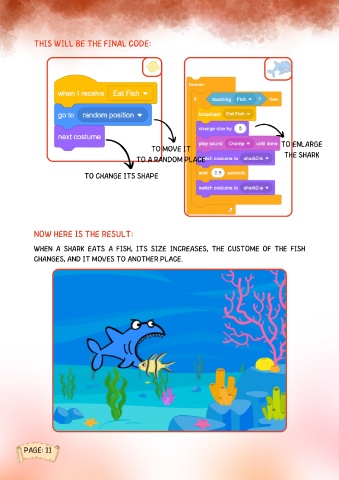 THIS WILL BE THE FINAL CODE:
when I receive Eat Fish
go to random position
next costume
TO MOVE IT
TO A RANDOM PLACE
TO CHANGE ITS SHAPE
forever
if touching Fish ? then
broadcast Eat Fish
change size by 5
play sound Chomp until done
switch costume to shark2-b
wait 0.5 seconds
switch costume to shark2-a
TO ENLARGE
THE SHARK
NOW HERE IS THE RESULT:
WHEN A SHARK EATS A FISH, ITS SIZE INCREASES, THE CUSTOME OF THE FISH
CHANGES, AND IT MOVES TO ANOTHER PLACE.
PAGE: 11